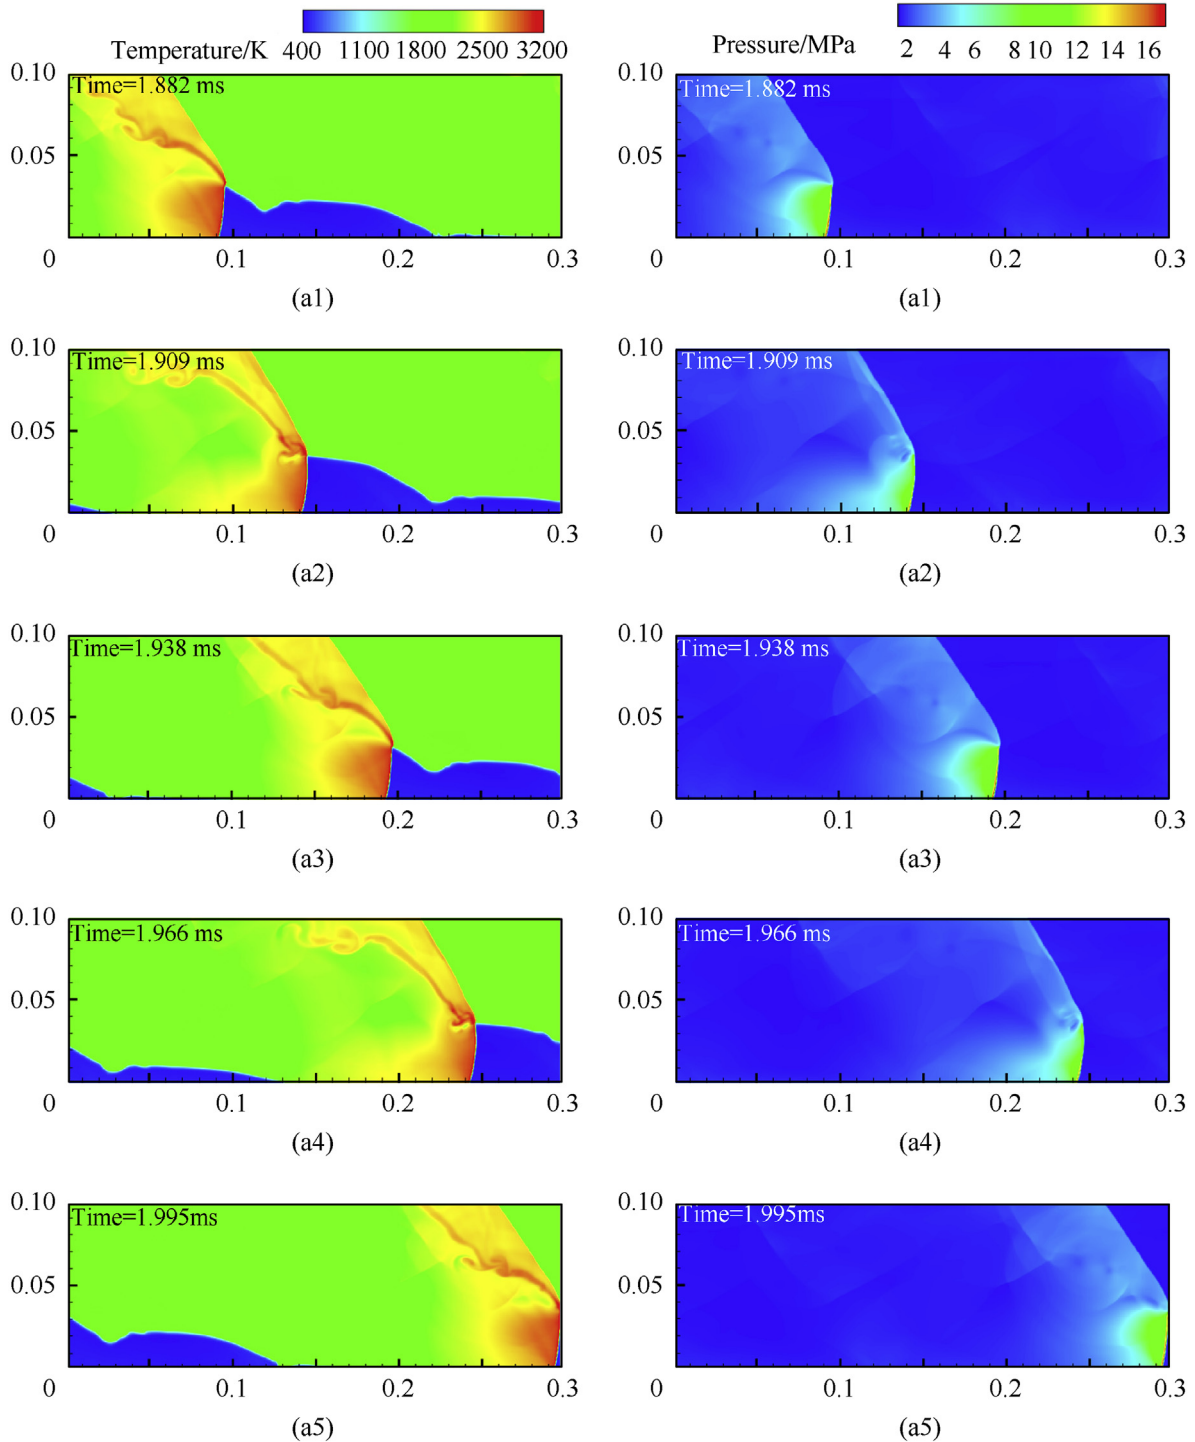 Temperature/K 400 1100 1800 2500 3200
Pressure/MPa 2 4 6 8 10 12 14 16
0.10 Time=1.882 ms
0.05
0 0.1 0.2 0.3
(a1)
0.10 Time=1.882 ms
0.05
0 0.1 0.2 0.3
(a1)
0.10 Time=1.909 ms
0.05
0 0.1 0.2 0.3
(a2)
0.10 Time=1.909 ms
0.05
0 0.1 0.2 0.3
(a2)
0.10 Time=1.938 ms
0.05
0 0.1 0.2 0.3
(a3)
0.10 Time=1.938 ms
0.05
0 0.1 0.2 0.3
(a3)
0.10 Time=1.966 ms
0.05
0 0.1 0.2 0.3
(a4)
0.10 Time=1.966 ms
0.05
0 0.1 0.2 0.3
(a4)
0.10 Time=1.995ms
0.05
0 0.1 0.2 0.3
(a5)
0.10 Time=1.995ms
0.05
0 0.1 0.2 0.3
(a5)